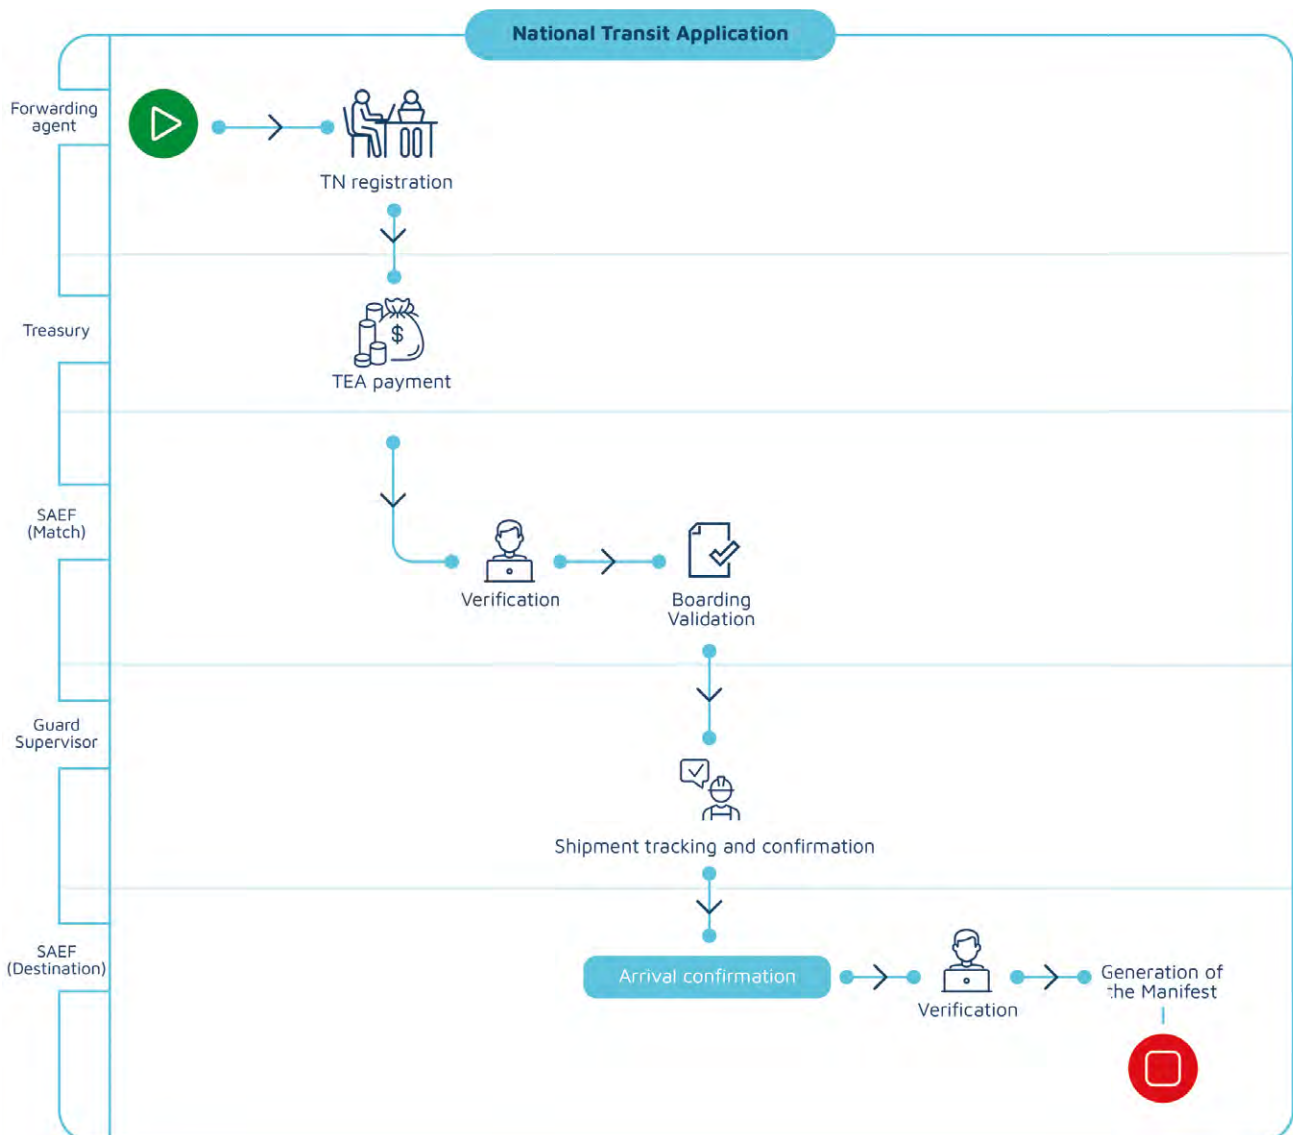 National Transit Application
Forwarding
agent
TN registration
Treasury
$
TEA payment
SAEF
(Match)
Verification
Boarding
Validation
Guard
Supervisor
Shipment tracking and confirmation
SAEF
(Destination)
Arrival confirmation
Verification
Generation of
the Manifest